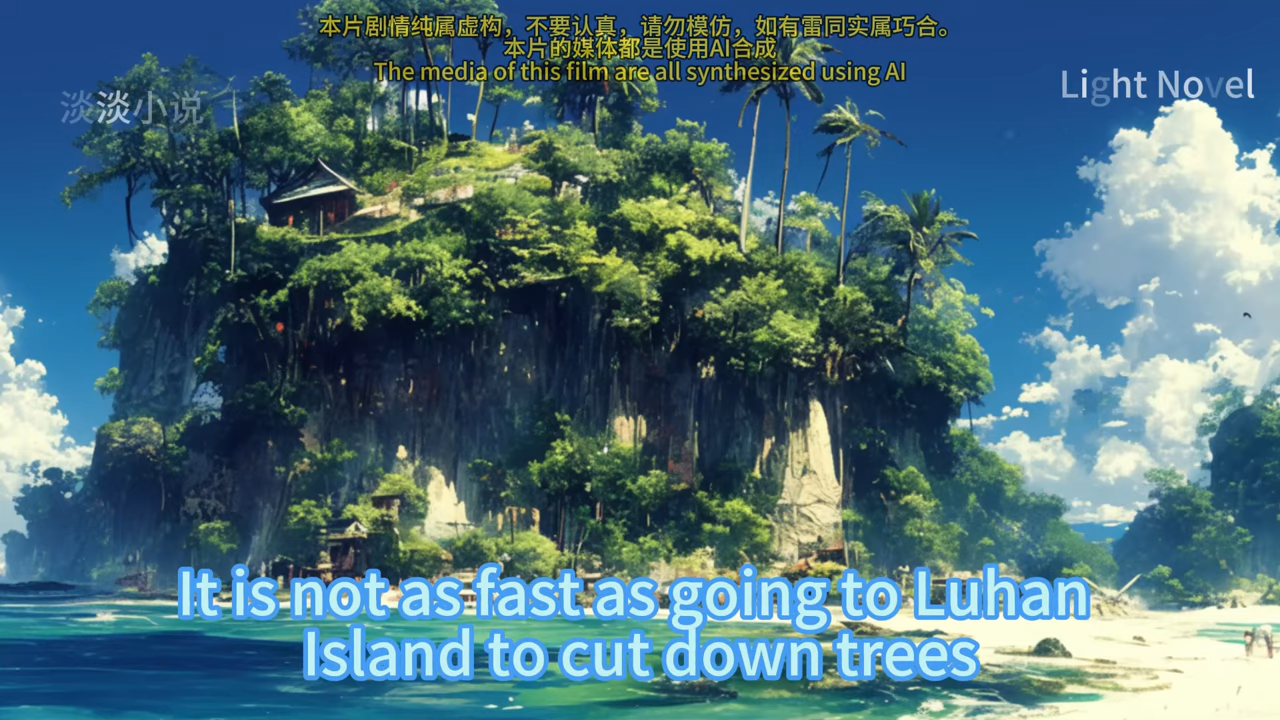 本片剧情纯属虚构，不要认真，请勿模仿，如有雷同实属巧合。
本片的媒体都是使用AI合成
The media of this film are all synthesized using AI
淡淡小说
Light Novel
It is not as fast as going to Luhan
Island to cut down trees